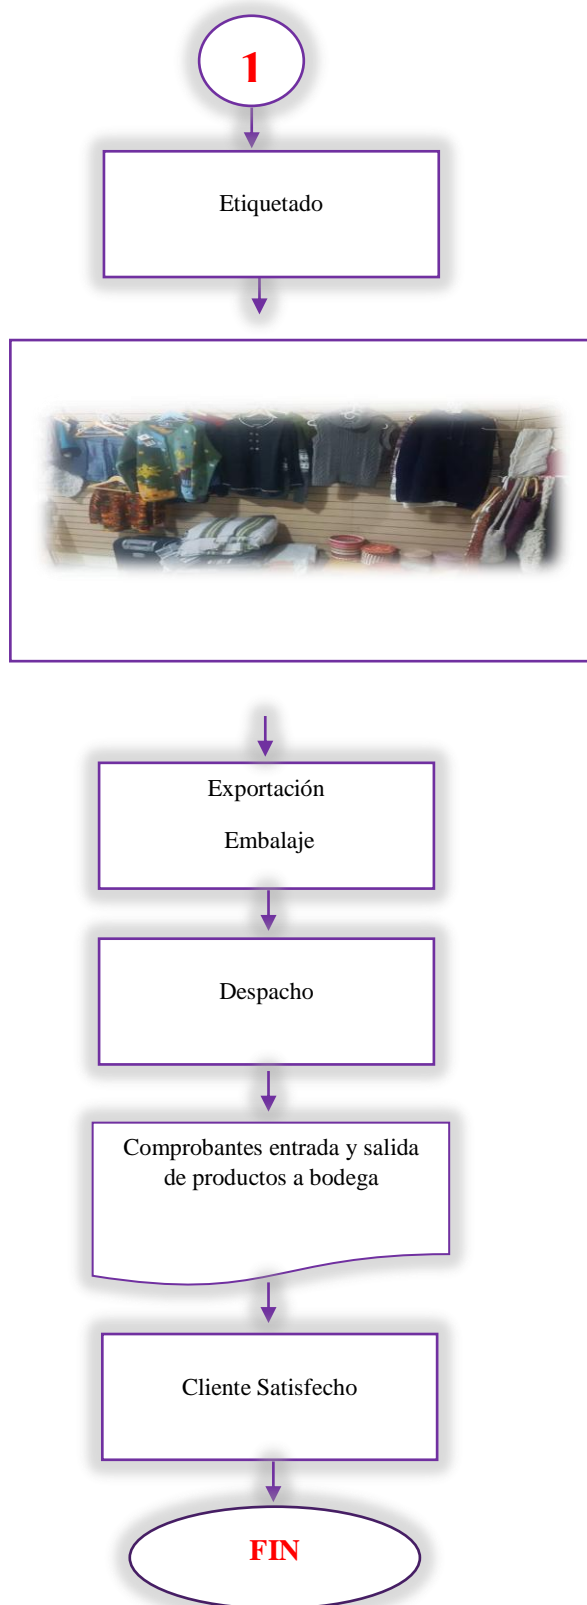 1
Etiquetado
Exportación
Embalaje
Despacho
Comprobantes entrada y salida
de productos a bodega
Cliente Satisfecho
FIN